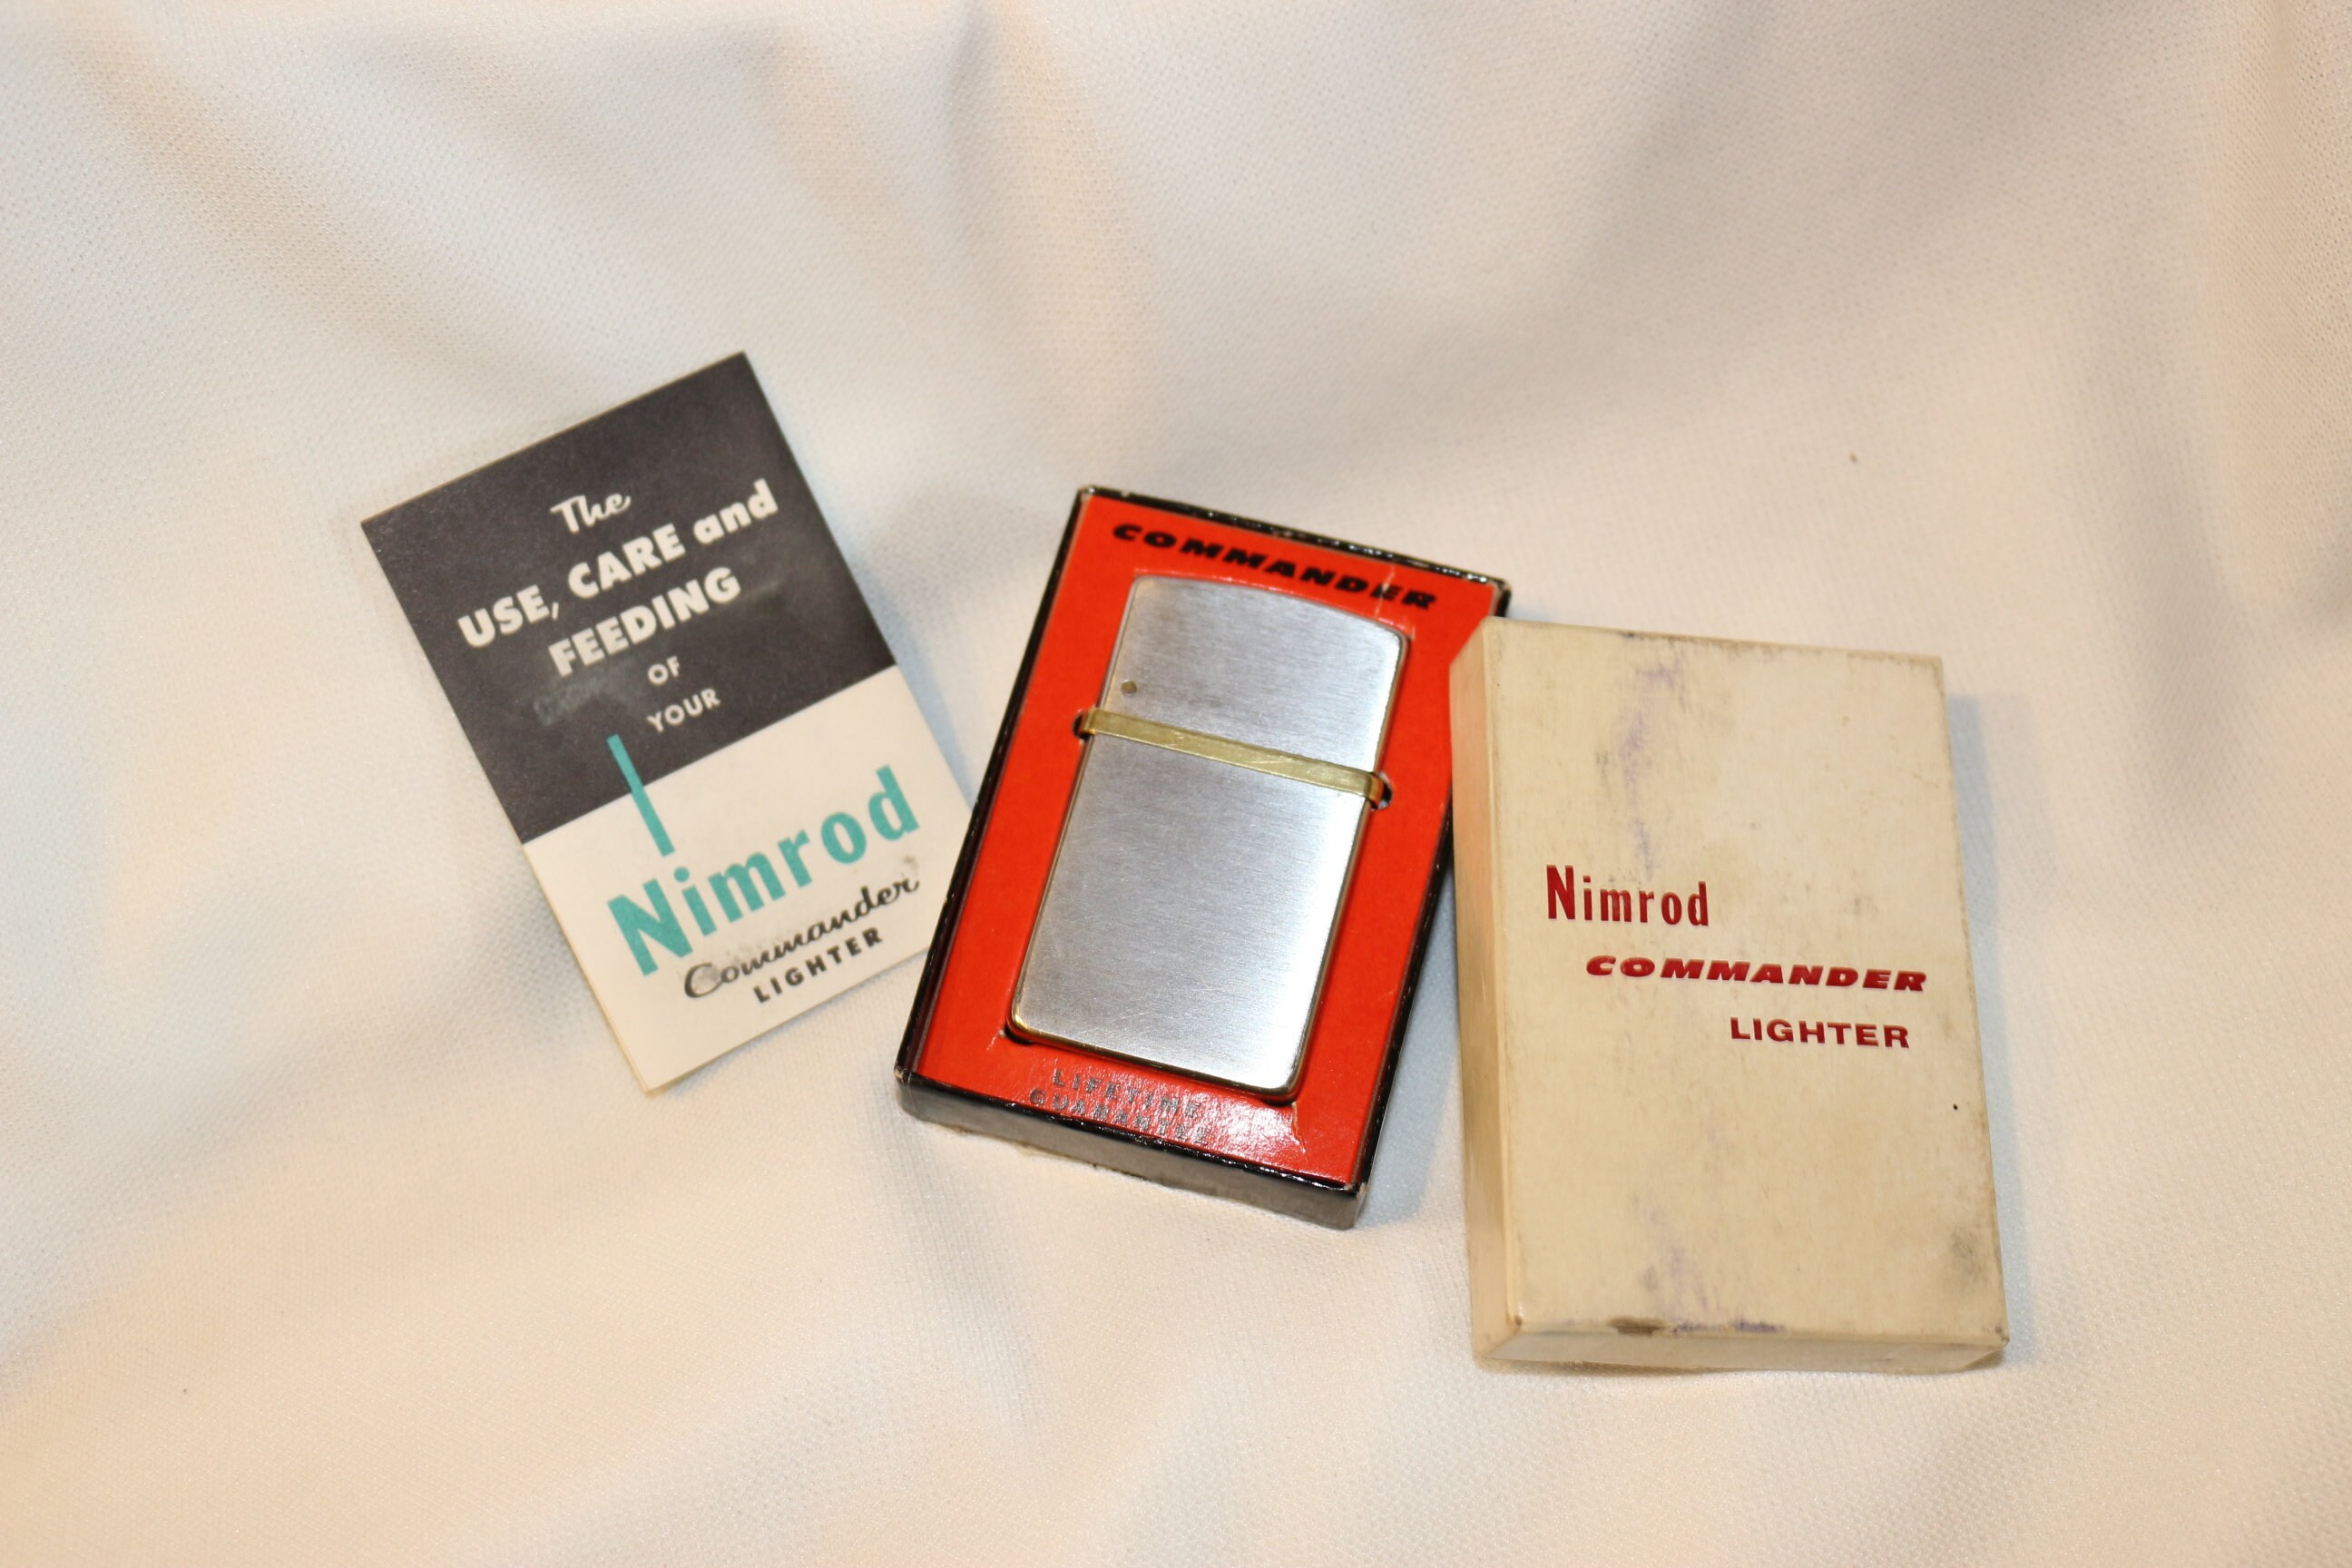 The
USE, CARE and
FEEDING
OF
YOUR
Nimrod
Commander
LIGHTER
COMMANDER
LIFETIME
GUARANTEE
Nimrod
COMMANDER
LIGHTER